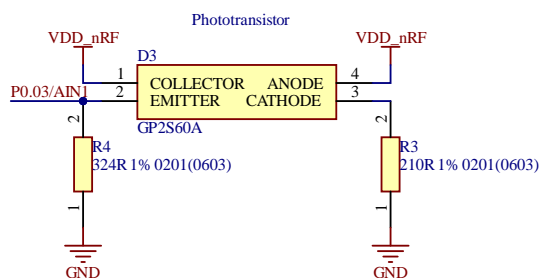 Phototransistor
VDD_nRF
VDD_nRF
D3
1
COLLECTOR
ANODE
4
P0.03/AIN1
2
EMITTER
CATHODE
3
GP2S60A
2
2
R4
R3
324R 1% 0201(0603)
210R 1% 0201(0603)
1
1
GND
GND